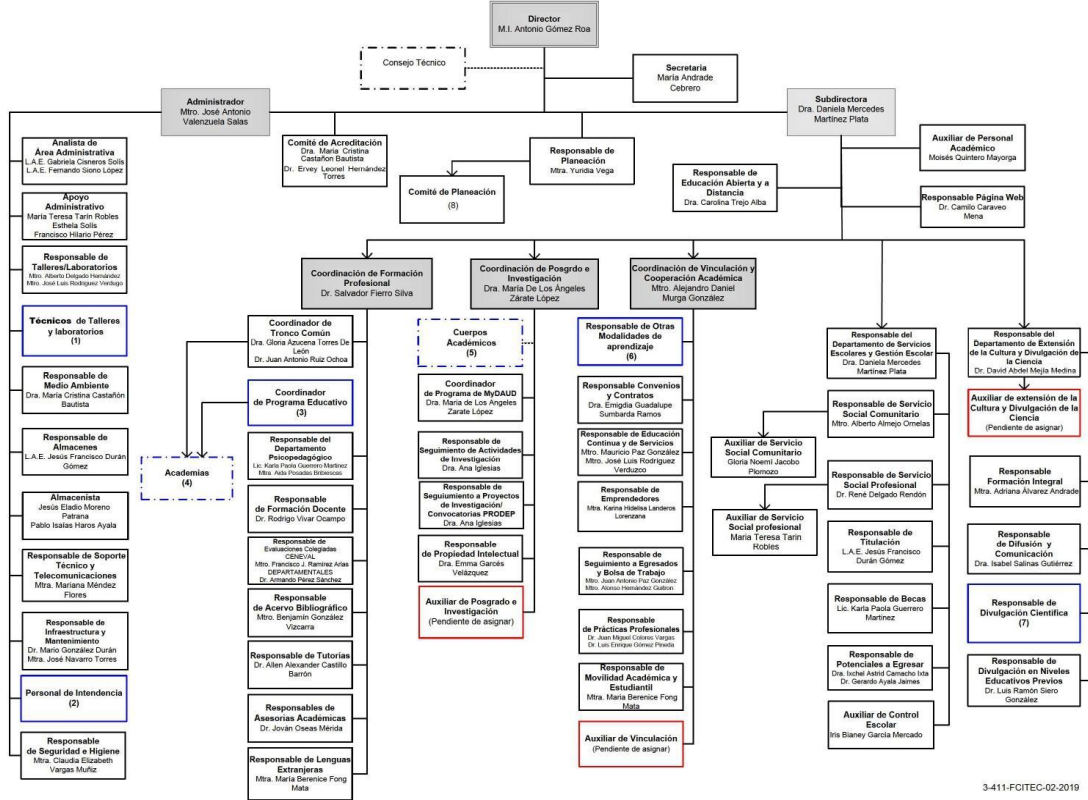 Director
M.I. Antonio Gómez Roa
Consejo Técnico
Secretaria
María Andrade
Cebrero
Administrador
Mtro. José Antonio
Valenzuela Salas
Subdirectora
Dra. Daniela Mercedes
Martínez Plata
Analista de
Área Administrativa
L.A.E. Gabriela Cisneros Solís
L.A.E. Fernando Siono López
Apoyo
Administrativo
María Teresa Tarín Robles
Esthela Solís
Francisco Hilario Pérez
Responsable de
Talleres/Laboratorios
Mtro. Alberto Delgado Hernández
Mtro. José Luis Rodriguez Verdugo
Técnicos de Talleres
y laboratorios
(1)
Responsable de
Medio Ambiente
Dra. María Cristina Castañón
Bautista
Responsable de
Almacenes
L.A.E. Jesús Francisco Durán
Gómez
Almacenista
Jesús Eladio Moreno
Patrana
Pablo Isalas Haros Ayala
Responsable de Soporte
Técnico y
Telecomunicaciones
Mtra. Mariana Méndez
Flores
Responsable de
Infraestructura y
Mantenimiento
Dr. Mario González Durán
Mtra. José Navarro Torres
Personal de Intendencia
(2)
Responsable
de Seguridad e Higiene
Mtra. Claudia Elizabeth
Vargas Muñiz
Comité de Acreditación
Dra. Maria Cristina
Castañón Bautista
Dr. Ervey Leonel Hernández
Torres
Responsable
de Planeación
Mtra. Yuridia Vega
Comité de Planeación
(8)
Responsable de
Educación Abierta y a
Distancia
Dra. Carolina Trejo Alba
Auxiliar de Personal
Académico
Moisés Quintero Mayorga
Responsable Página Web
Dr. Camilo Caraveo
Mena
Coordinación de Formación
Profesional
Dr. Salvador Fierro Silva
Coordinador de
Tronco Común
Dra. Gloria Azucena Torres De
León
Dr. Juan Antonio Ruiz Ochoa
Coordinador
de Programa Educativo
(3)
Academias
(4)
Responsable del
Departamento
Psicopedagógico
Lic. Karla Paola Guerrero Martinez
Mtra. Aida Posadas Bribiescas
Responsable
de Formación Docente
Dr. Rodrigo Vivar Ocampo
Responsable de
Evaluaciones Colegiadas
CENEVAL
Mtro. Francisco J. Ramírez Arias
DEPARTAMENTALES
Dr. Armando Pérez Sánchez
Responsable
de Acervo Bibliográfico
Mtro. Benjamín González
Vizcarra
Responsable de Tutorías
Dr. Allen Alexander Castillo
Barrón
Responsables de
Asesorías Académicas
Dr. Jován Oseas Mérida
Responsable de Lenguas
Extranjeras
Mtra. María Berenice Fong
Mata
Coordinación de Posgrdo e
Investigación
Dra. María De Los Ángeles
Zárate López
Cuerpos
Académicos
(5)
Coordinador
de Programa de MyDAUD
Dra. Maria de Los Angeles
Zarate López
Responsable de
Seguimiento de Actividades
de Investigación
Dra. Ana Iglesias
Responsable de
Seguiumiento a Proyectos
de Investigación/
Convocatorias PRODEP
Dra. Ana Iglesias
Responsable
de Propiedad Intelectual
Dra. Emma Garcés
Velázquez
Auxiliar de Posgrado e
Investigación
(Pendiente de asignar)
Coordinación de Vinculación y
Cooperación Académica
Mtro. Alejandro Daniel
Murga González
Responsable de Otras
Modalidades de
aprendizaje
(6)
Responsable Convenios
y Contratos
Dra. Emigdia Guadalupe
Sumbarda Ramos
Responsable de Educación
Continua y de Servicios
Mtro. Mauricio Paz González
Mtro. José Luis Rodríguez
Verduzco
Responsable de
Emprendedores
Mtra. Karina Hidelisa Landeros
Lorenzana
Responsable de
Seguimiento a Egresados
y Bolsa de Trabajo
Mtro. Juan Antonio Paz González
Mtro. Alonso Hernández Guitron
Responsable
de Prácticas Profesionales
Dr. Juan Miguel Colores Vargas
Dr. Luis Enrique Gómez Pineda
Responsable de
Movilidad Académica y
Estudiantil
Mtra. María Berenice Fong
Mata
Auxiliar de Vinculación
(Pendiente de asignar)
Responsable del
Departamento de Servicios
Escolares y Gestión Escolar
Dra. Daniela Mercedes
Martínez Plata
Responsable de Servicio
Social Comunitario
Mtro. Alberto Almejo Ornelas
Auxiliar de Servicio
Social Comunitario
Gloria Noemí Jacobo
Plomozo
Responsable de Servicio
Social Profesional
Dr. René Delgado Rendón
Auxiliar de Servicio
Social profesional
Maria Teresa Tarin
Robles
Responsable de
Titulación
L.A.E. Jesús Francisco
Durán Gómez
Responsable de Becas
Lic. Karla Paola Guerrero
Martinez
Responsable de
Potenciales a Egresar
Dra. Ixchel Astrid Camacho Ixta
Dr. Gerardo Ayala Jaimes
Auxiliar de Control
Escolar
Iris Bianey García Mercado
Responsable del
Departamento de Extensión
de la Cultura y Divulgación de
la Ciencia
Dr. David Abdel Mejía Medina
Auxiliar de extensión de la
Cultura y Divulgación de la
Ciencia
(Pendiente de asignar)
Responsable
Formación Integral
Mtra. Adriana Álvarez Andrade
Responsable
de Difusión y
Comunicación
Dra. Isabel Salinas Gutiérrez
Responsable de
Divulgación Científica
(7)
Responsable de
Divulgación en Niveles
Educativos Previos
Dr. Luis Ramón Siero
González
3-411-FCITEC-02-2019